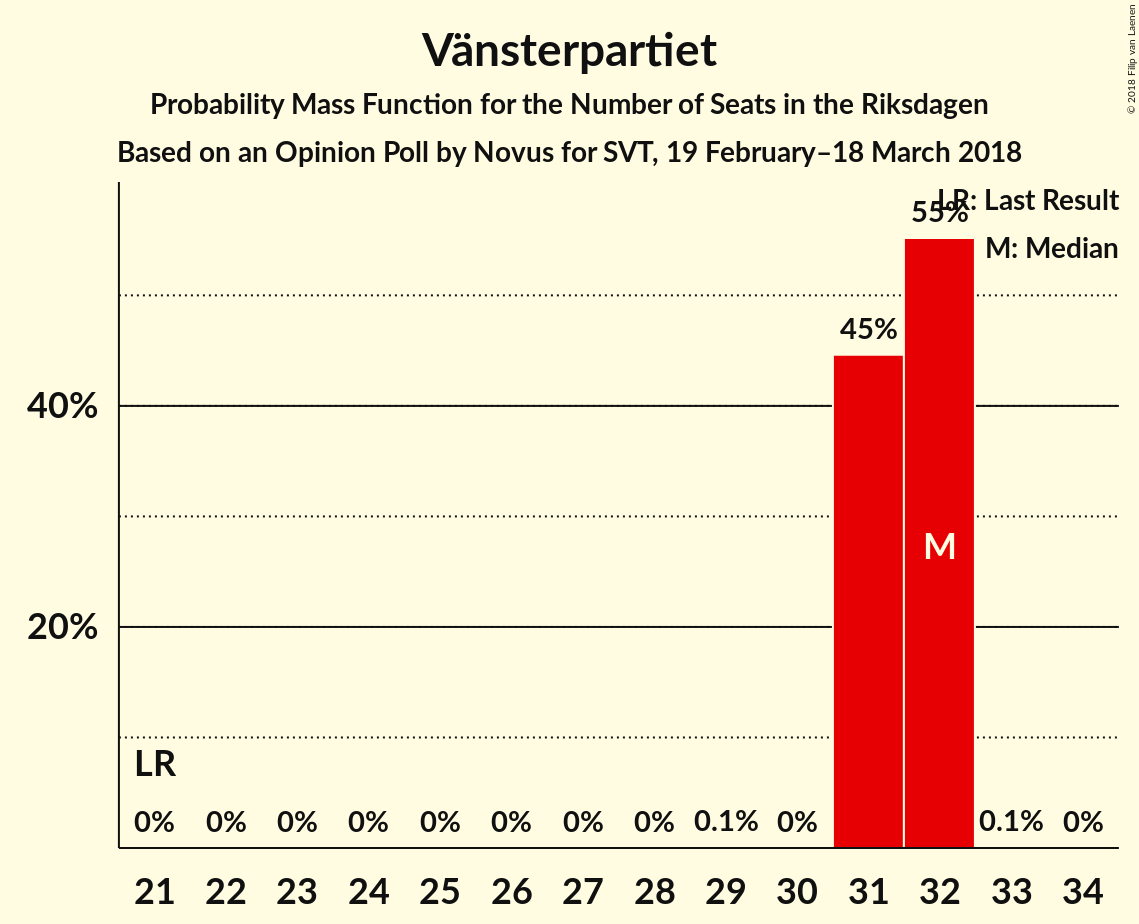 Vänsterpartiet
Probability Mass Function for the Number of Seats in the Riksdagen
Based on an Opinion Poll by Novus for SVT, 19 February–18 March 2018
© 2018 Filip van Laenen
LR: Last Result
M: Median
55%
45%
40%
M
20%
LR
0% 0% 0% 0% 0% 0% 0% 0% 0.1% 0% 0.1% 0%
21 22 23 24 25 26 27 28 29 30 31 32 33 34